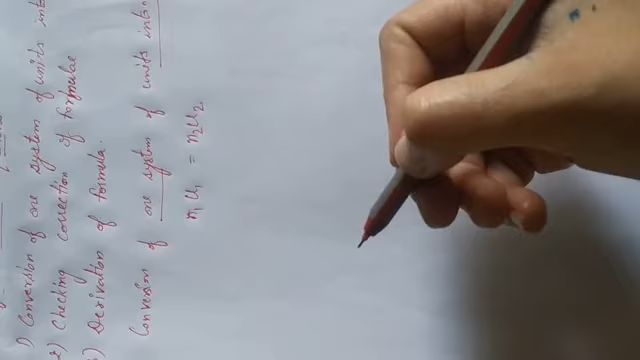 1) Conversion of one system of units into
2) Checking correction of formulae
3) Derivation of formula.
Conversion of one system of units into
n₁ u₁ = n₂ u₂